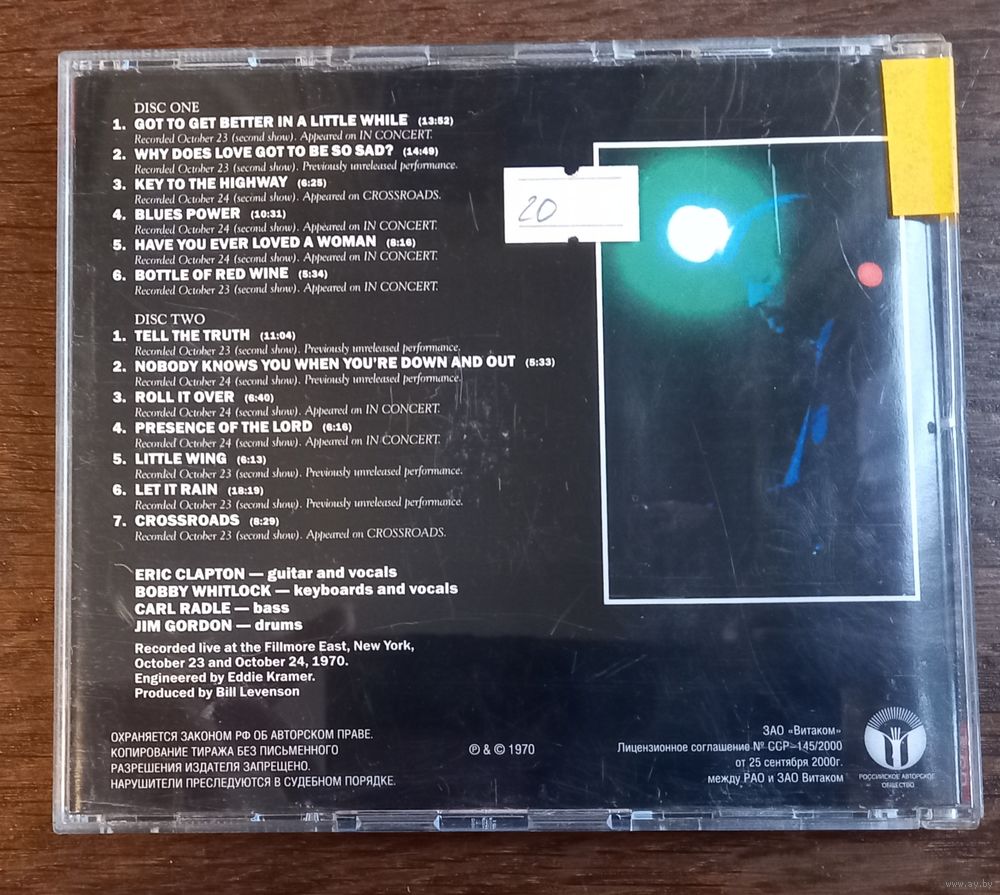 DISC ONE
1. GOT TO GET BETTER IN A LITTLE WHILE (13:52)
Recorded October 23 (second show). Appeared on IN CONCERT.
2. WHY DOES LOVE GOT TO BE SO SAD? (14:49)
Recorded October 23 (second show). Previously unreleased performance.
3. KEY TO THE HIGHWAY (6:25)
Recorded October 24 (second show). Appeared on CROSSROADS.
4. BLUES POWER (10:31)
Recorded October 24 (second show). Appeared on IN CONCERT.
5. HAVE YOU EVER LOVED A WOMAN (8:16)
Recorded October 24 (second show). Appeared on IN CONCERT.
6. BOTTLE OF RED WINE (5:34)
Recorded October 23 (second show). Appeared on IN CONCERT.
20
DISC TWO
1. TELL THE TRUTH (11:04)
Recorded October 23 (second show). Previously unreleased performance.
2. NOBODY KNOWS YOU WHEN YOU'RE DOWN AND OUT (5:33)
Recorded October 24 (second show). Previously unreleased performance.
3. ROLL IT OVER (6:40)
Recorded October 24 (second show). Appeared on IN CONCERT.
4. PRESENCE OF THE LORD (6:16)
Recorded October 24 (second show). Appeared on IN CONCERT.
5. LITTLE WING (6:13)
Recorded October 23 (second show). Previously unreleased performance.
6. LET IT RAIN (18:19)
Recorded October 23 (second show). Previously unreleased performance.
7. CROSSROADS (8:29)
Recorded October 23 (second show). Appeared on CROSSROADS.
ERIC CLAPTON — guitar and vocals
BOBBY WHITLOCK — keyboards and vocals
CARL RADLE — bass
JIM GORDON — drums
Recorded live at the Fillmore East, New York,
October 23 and October 24, 1970.
Engineered by Eddie Kramer.
Produced by Bill Levenson
ОХРАНЯЕТСЯ ЗАКОНОМ РФ ОБ АВТОРСКОМ ПРАВЕ.
КОПИРОВАНИЕ ТИРАЖА БЕЗ ПИСЬМЕННОГО
РАЗРЕШЕНИЯ ИЗДАТЕЛЯ ЗАПРЕЩЕНО.
НАРУШИТЕЛИ ПРЕСЛЕДУЮТСЯ В СУДЕБНОМ ПОРЯДКЕ.
℗ & © 1970
ЗАО «Витаком»
Лицензионное соглашение № ССР-145/2000
от 25 сентября 2000г.
между РАО и ЗАО Витаком
РОССИЙСКОЕ АВТОРСКОЕ
ОБЩЕСТВО
www.ay.by